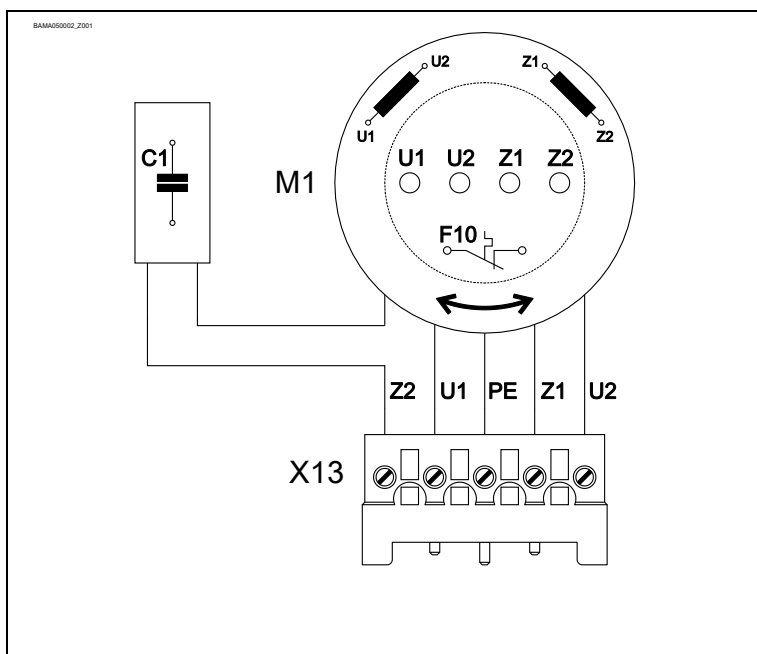 BAMA050002_Z001
U2
Z1
U1
Z2
C1
M1
U1 U2 Z1 Z2
F10
Z2 U1 PE Z1 U2
X13